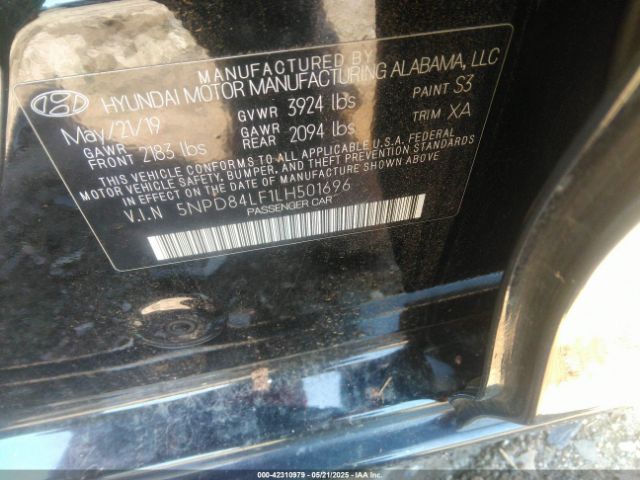 MANUFACTURED BY
HYUNDAI MOTOR MANUFACTURING ALABAMA, LLC
May/21/19 GVWR 3924 lbs PAINT S3
GAWR FRONT 2183 lbs GAWR REAR 2094 lbs TRIM XA
THIS VEHICLE CONFORMS TO ALL APPLICABLE U.S.A. FEDERAL
MOTOR VEHICLE SAFETY, BUMPER, AND THEFT PREVENTION STANDARDS
IN EFFECT ON THE DATE OF MANUFACTURE SHOWN ABOVE.
V.I.N 5NPD84LF1LH501696
PASSENGER CAR
000-42310979 - 05/21/2025 - IAAI.COM